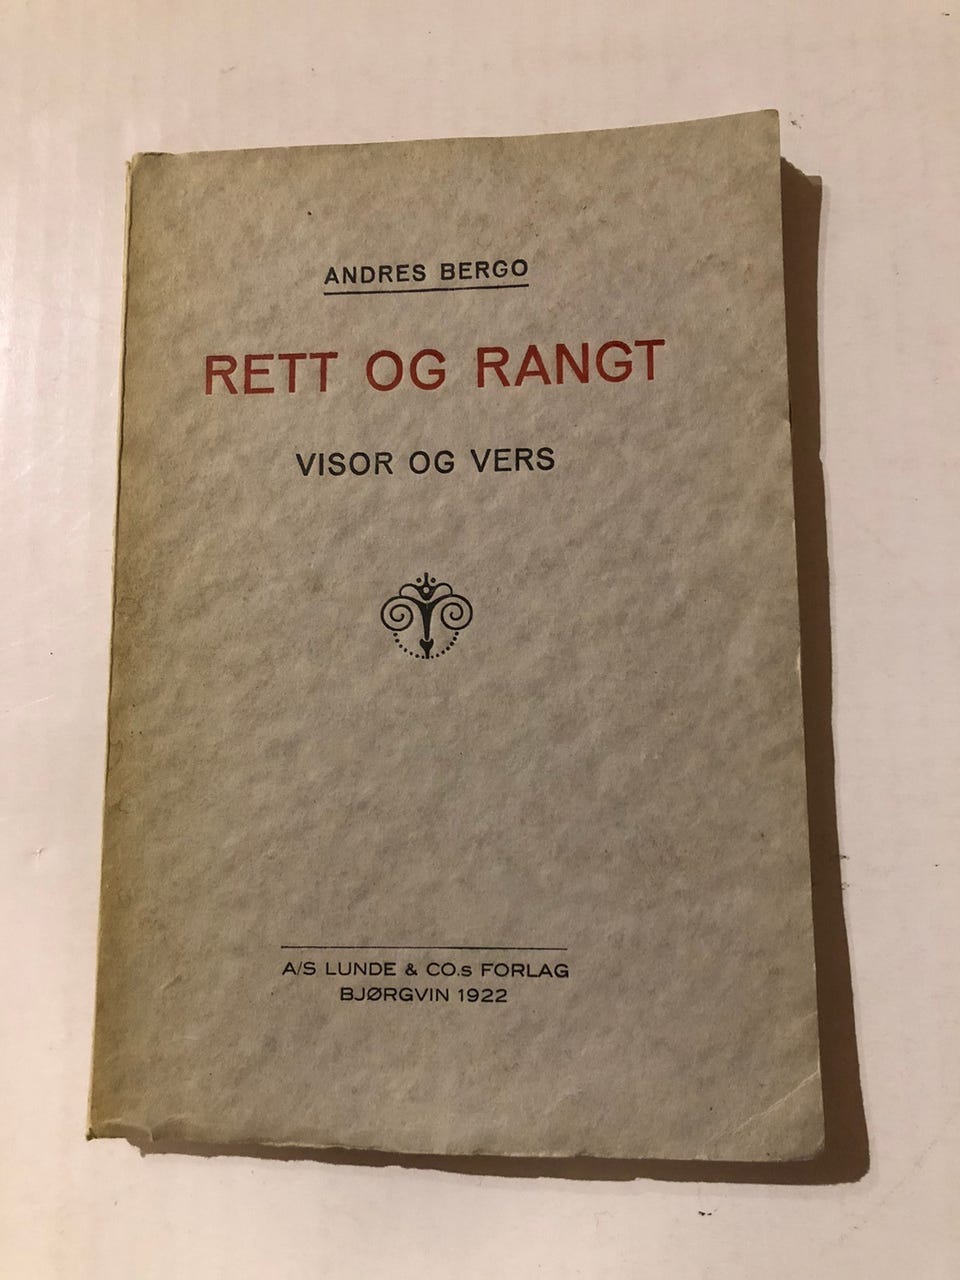 ANDRES BERGO
RETT OG RANGT
VISOR OG VERS
A/S LUNDE & CO.s FORLAG
BJØRGVIN 1922